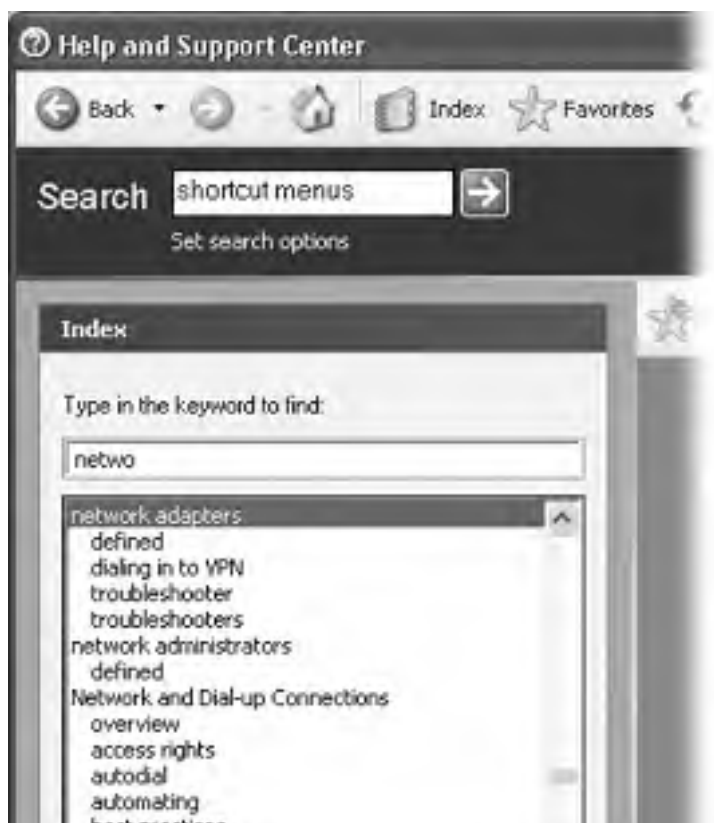 Help and Support Center
Back Index Favorites
Search shortcut menus
Set search options
Index
Type in the keyword to find:
netwo
network adapters
defined
dialing in to VPN
troubleshooter
troubleshooters
network administrators
defined
Network and Dial-up Connections
overview
access rights
autodial
automating